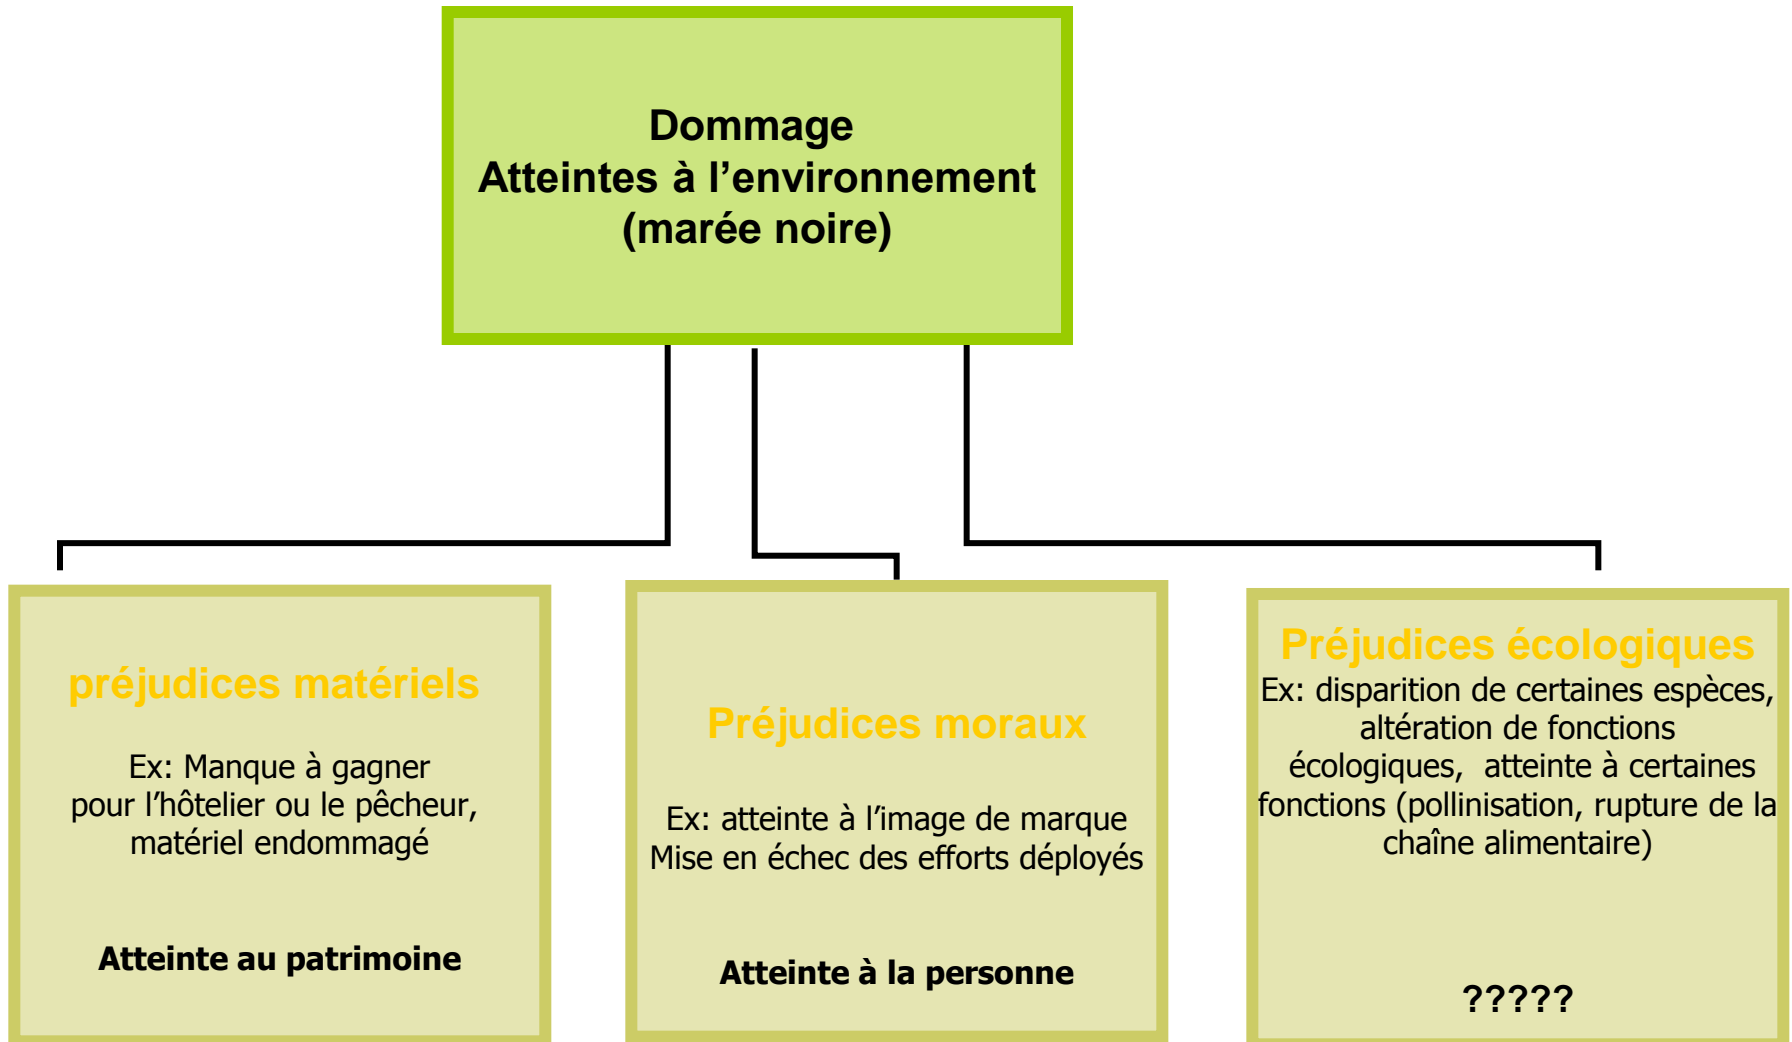 Dommage
Atteintes à l’environnement
(marée noire)
préjudices matériels
Ex: Manque à gagner
pour l’hôtelier ou le pêcheur,
matériel endommagé
Atteinte au patrimoine
Préjudices moraux
Ex: atteinte à l’image de marque
Mise en échec des efforts déployés
Atteinte à la personne
Préjudices écologiques
Ex: disparition de certaines espèces,
altération de fonctions
écologiques, atteinte à certaines
fonctions (pollinisation, rupture de la
chaîne alimentaire)
?????